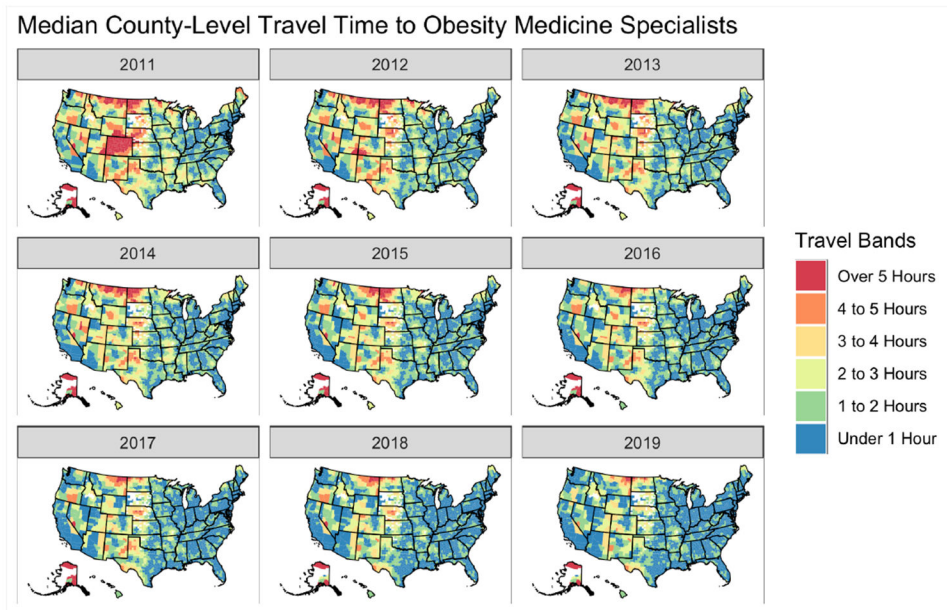 Median County-Level Travel Time to Obesity Medicine Specialists
2011
2012
2013
2014
2015
2016
2017
2018
2019
Travel Bands
Over 5 Hours
4 to 5 Hours
3 to 4 Hours
2 to 3 Hours
1 to 2 Hours
Under 1 Hour